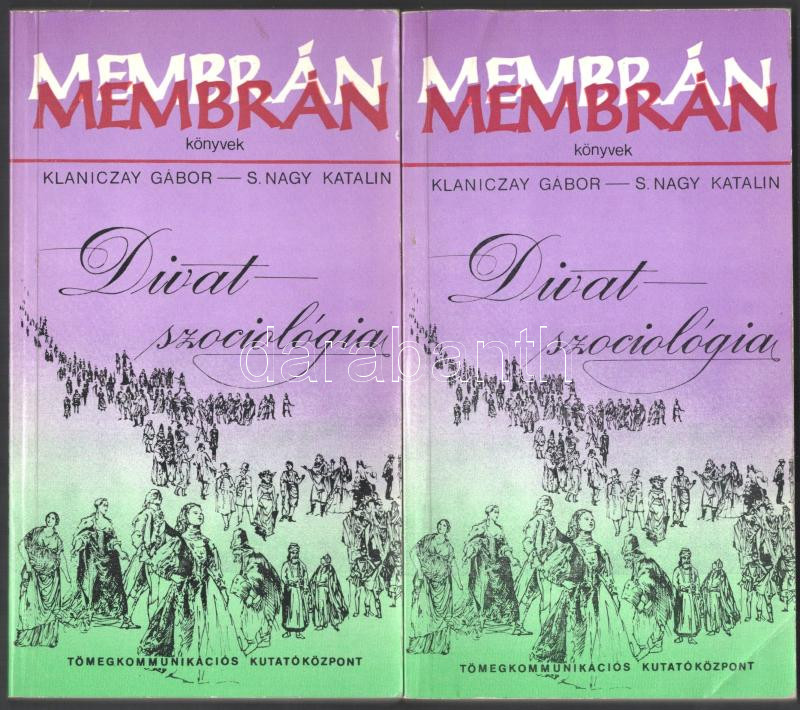 MEMBRÁN
MEMBRÁN
könyvek
KLANICZAY GÁBOR — S. NAGY KATALIN
Divat
szociológia
TÖMEGKOMMUNIKÁCIÓS KUTATÓKÖZPONT
MEMBRÁN
MEMBRÁN
könyvek
KLANICZAY GÁBOR — S. NAGY KATALIN
Divat
szociológia
TÖMEGKOMMUNIKÁCIÓS KUTATÓKÖZPONT
darabanth